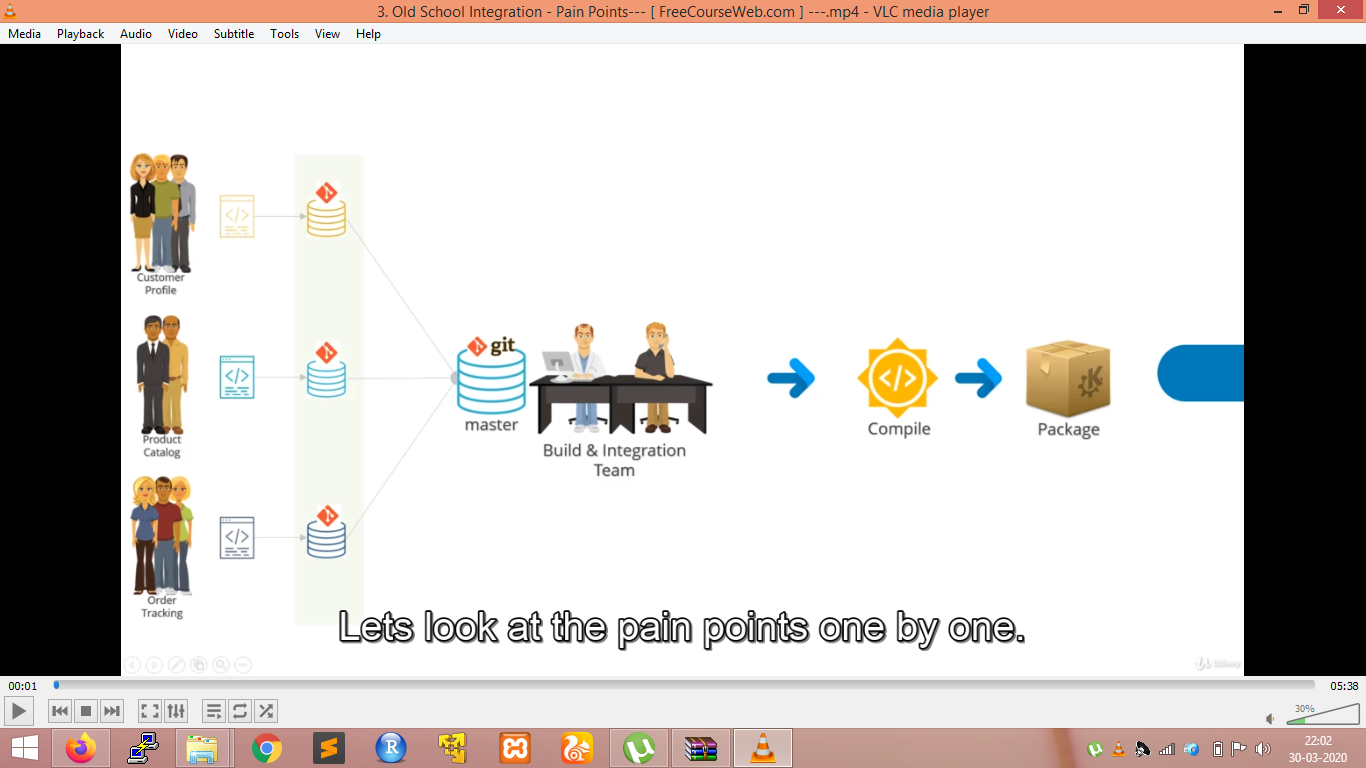 3. Old School Integration - Pain Points--- [ FreeCourseWeb.com ] ---.mp4 - VLC media player
Media Playback Audio Video Subtitle Tools View Help
Customer
Profile
Product
Catalog
Order
Tracking
git
master
Build & Integration
Team
Compile
Package
Lets look at the pain points one by one.
Udemy
00:01
05:38
30%
22:02
30-03-2020